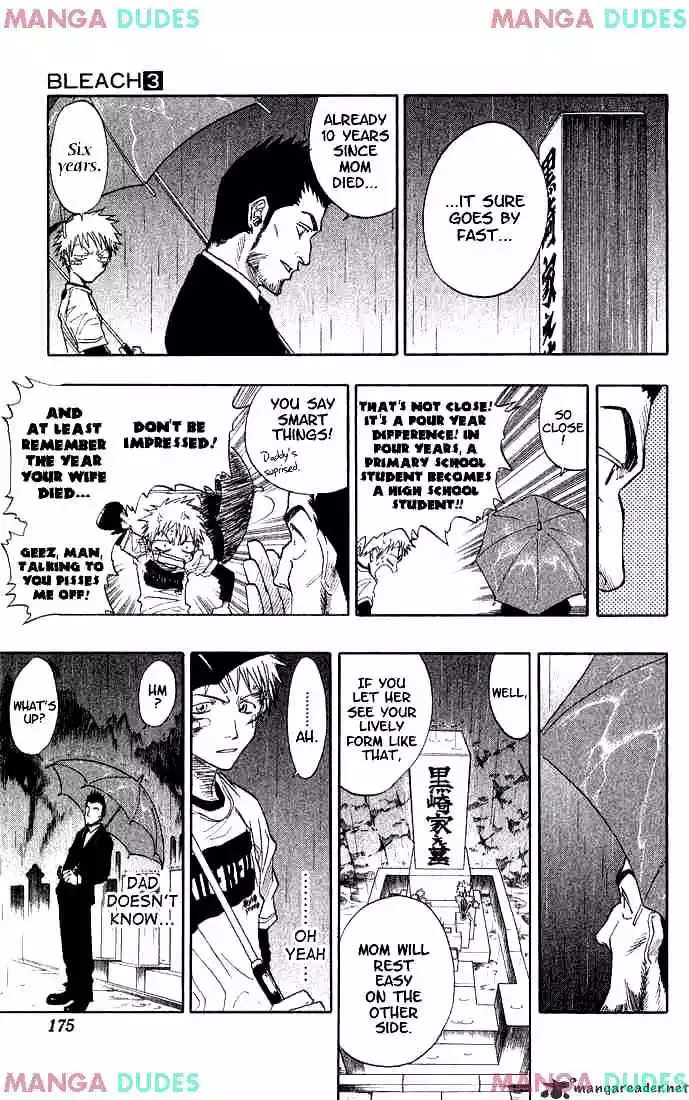 MANGA DUDES
MANGA DUDES
BLEACH3
...IT SURE
GOES BY
FAST...
ALREADY
10 YEARS
SINCE
MOM
DIED...
Six
years.
SO
CLOSE
!
THAT'S NOT CLOSE!
IT'S A FOUR YEAR
DIFFERENCE! IN
FOUR YEARS, A
PRIMARY SCHOOL
STUDENT BECOMES
A HIGH SCHOOL
STUDENT!!
YOU SAY
SMART
THINGS!
Daddy's
suprised.
DON'T BE
IMPRESSED!
AND
AT LEAST
REMEMBER
THE YEAR
YOUR WIFE
DIED...
GEEZ, MAN,
TALKING TO
YOU PISSES
ME OFF!
WELL,
IF YOU
LET HER
SEE YOUR
LIVELY
FORM LIKE
THAT,
黒崎家之墓
MOM WILL
REST
EASY
ON THE
OTHER
SIDE.
........
AH.
OH
YEAH
........
HM
?
WHAT'S
UP?
DAD
DOESN'T
KNOW...
175
MANGA DUDES
MANGA DUDES
mangareader.net